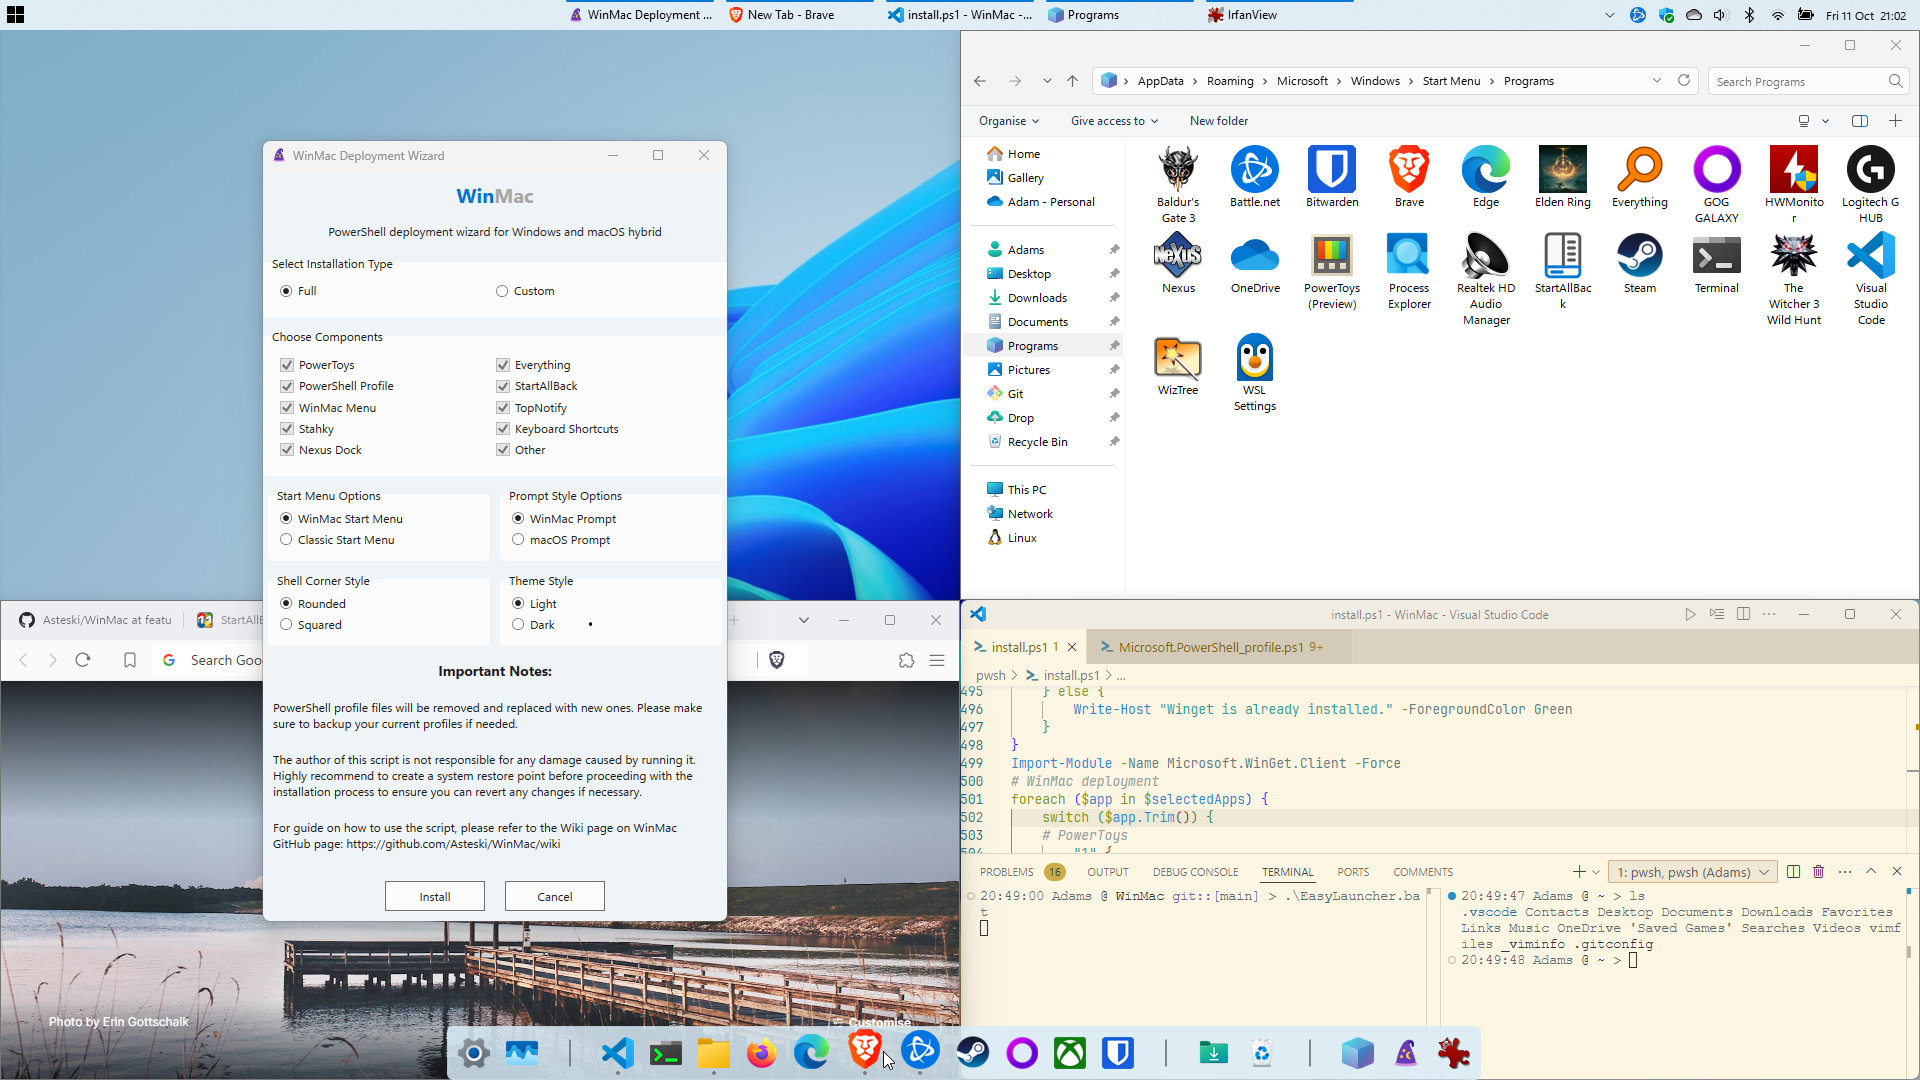 WinMac Deployment ...
New Tab - Brave
install.ps1 - WinMac -...
Programs
IrfanView
Fri 11 Oct 21:02
WinMac Deployment Wizard
WinMac
PowerShell deployment wizard for Windows and macOS hybrid
Select Installation Type
Full Custom
Choose Components
PowerToys Everything
PowerShell Profile StartAllBack
WinMac Menu TopNotify
Stahky Keyboard Shortcuts
Nexus Dock Other
Start Menu Options
WinMac Start Menu
Classic Start Menu
Prompt Style Options
WinMac Prompt
macOS Prompt
Shell Corner Style
Rounded
Squared
Theme Style
Light
Dark
Important Notes:
PowerShell profile files will be removed and replaced with new ones. Please make
sure to backup your current profiles if needed.
The author of this script is not responsible for any damage caused by running it.
Highly recommend to create a system restore point before proceeding with the
installation process to ensure you can revert any changes if necessary.
For guide on how to use the script, please refer to the Wiki page on WinMac
GitHub page: https://github.com/Asteski/WinMac/wiki
Install Cancel
AppData Roaming Microsoft Windows Start Menu Programs
Search Programs
Organise Give access to New folder
Home
Gallery
Adam - Personal
Adams
Desktop
Downloads
Documents
Programs
Pictures
Git
Drop
Recycle Bin
This PC
Network
Linux
Baldur's
Gate 3
Battle.net
Bitwarden
Brave
Edge
Elden Ring
Everything
GOG
GALAXY
HWMonito
r
Logitech G
HUB
NEXUS
Nexus
OneDrive
PowerToys
(Preview)
Process
Explorer
Realtek HD
Audio
Manager
StartAllBac
k
Steam
Terminal
The
Witcher 3
Wild Hunt
Visual
Studio
Code
WizTree
WSL
Settings
Asteski/WinMac at featu
StartAllB
Search Goo
Photo by Erin Gottschalk
Customise
install.ps1 - WinMac - Visual Studio Code
install.ps1 1
Microsoft.PowerShell_profile.ps1 9+
pwsh > install.ps1 > ...
495 } else {
496 Write-Host "Winget is already installed." -ForegroundColor Green
497 }
498 }
499 Import-Module -Name Microsoft.WinGet.Client -Force
500 # WinMac deployment
501 foreach ($app in $selectedApps) {
502 switch ($app.Trim()) {
503 # PowerToys
504 "1" {
PROBLEMS 16 OUTPUT DEBUG CONSOLE TERMINAL PORTS COMMENTS
1: pwsh, pwsh (Adams)
20:49:00 Adams @ WinMac git::[main] > .\EasyLauncher.ba
t
20:49:47 Adams @ ~ > ls
.vscode Contacts Desktop Documents Downloads Favorites
Links Music OneDrive 'Saved Games' Searches Videos vimf
iles _viminfo .gitconfig
20:49:48 Adams @ ~ >